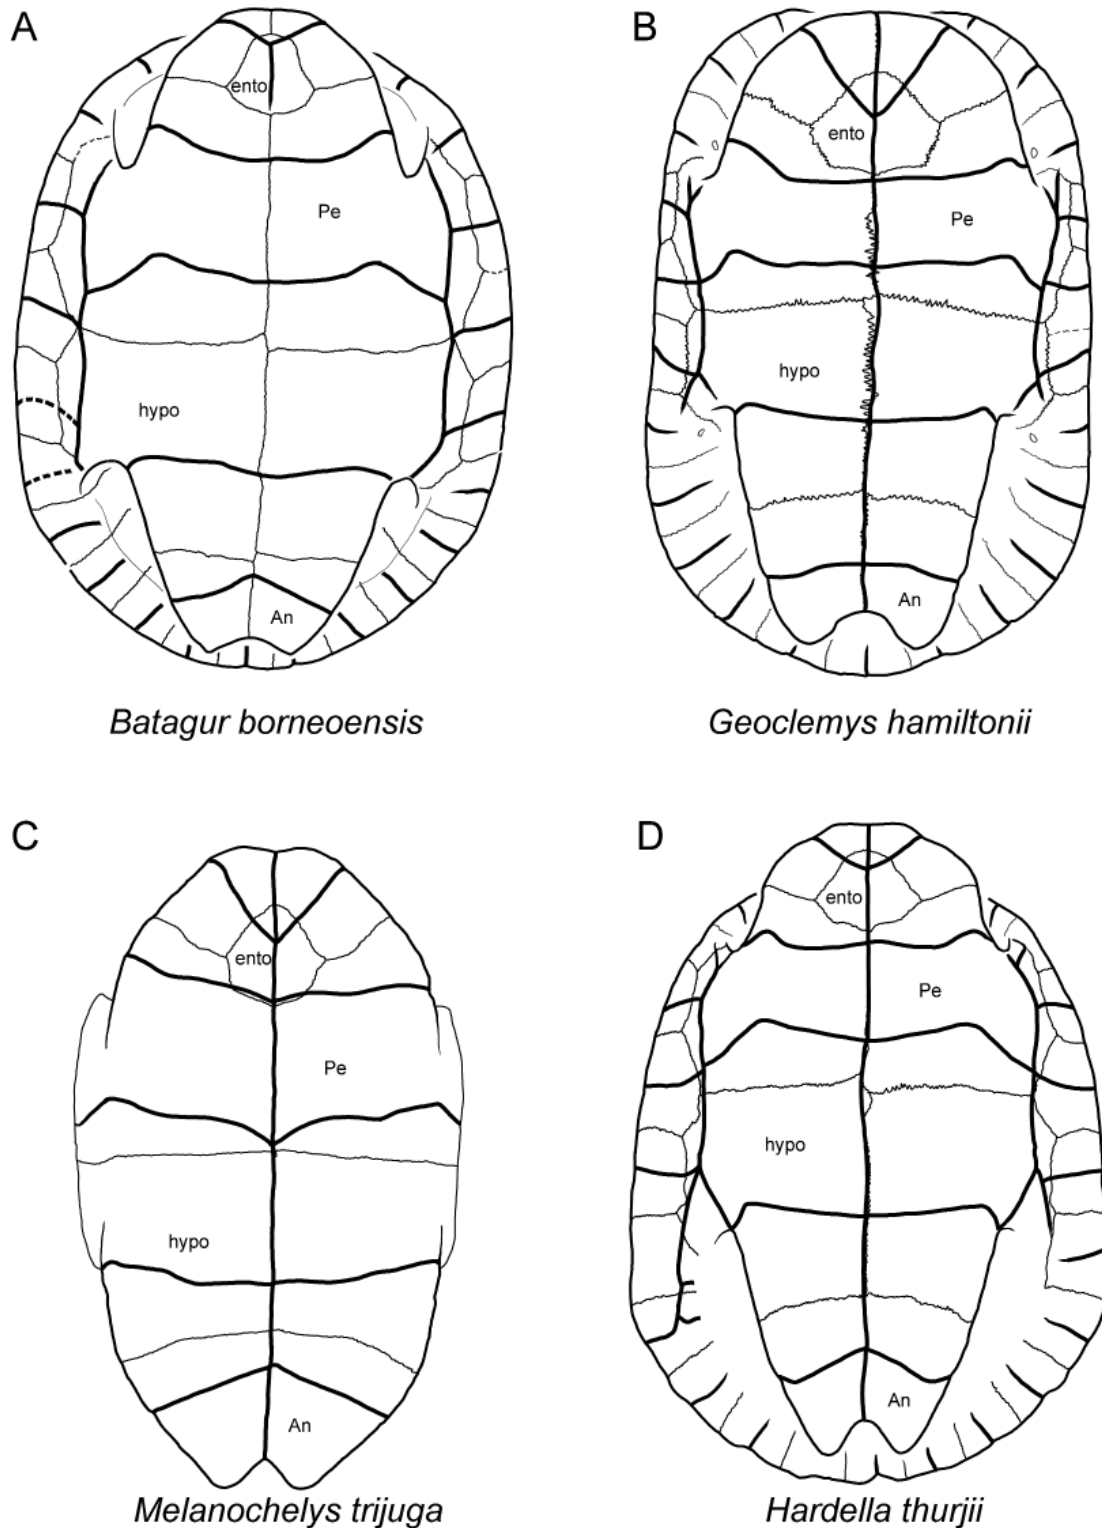 A
ento
Pe
hypo
An
Batagur borneoensis
B
ento
Pe
hypo
An
Geoclemys hamiltonii
C
ento
Pe
hypo
An
Melanochelys trijuga
D
ento
Pe
hypo
An
Hardella thurjii